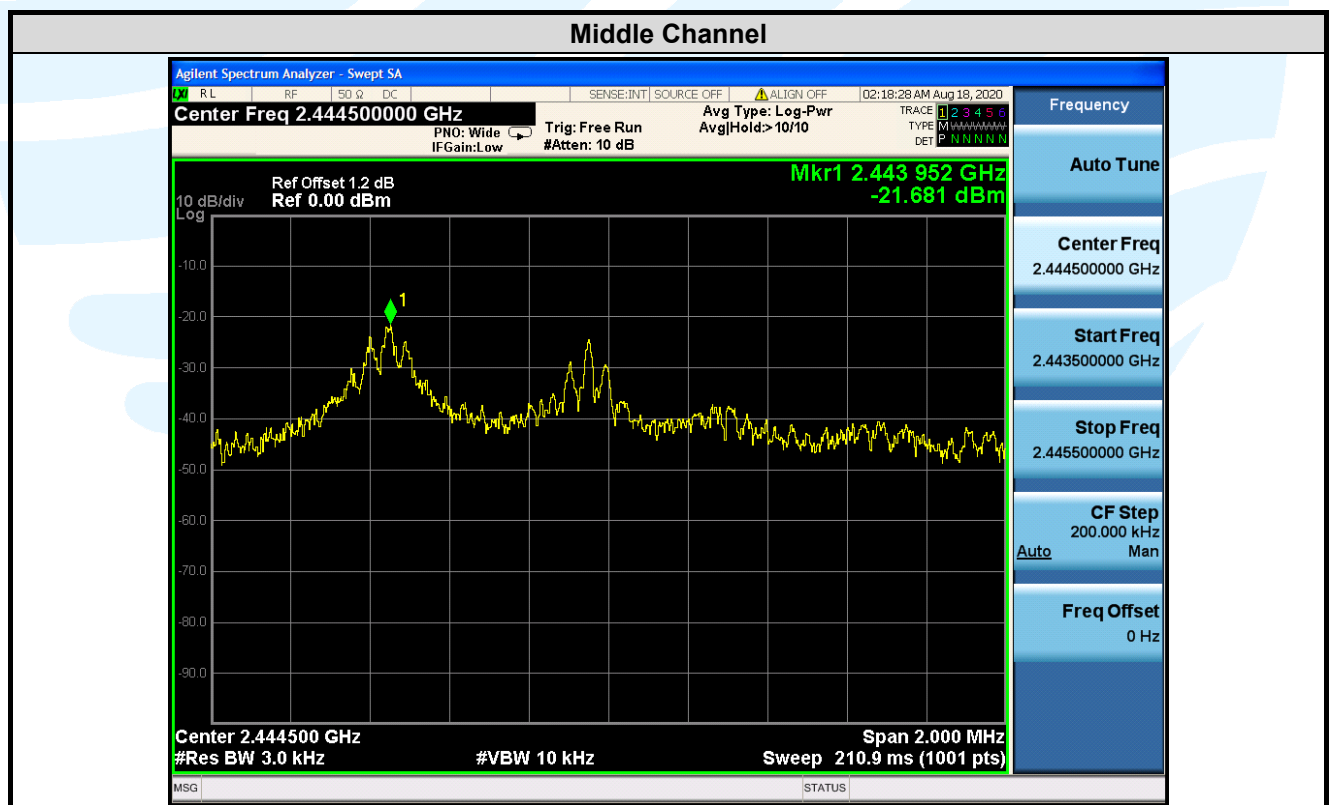 Middle Channel
Agilent Spectrum Analyzer - Swept SA
LXI RL RF 50 Ω DC SENSE:INT SOURCE OFF ALIGN OFF 02:18:28 AM Aug 18, 2020
Center Freq 2.444500000 GHz
PNO: Wide
IFGain:Low
Trig: Free Run
#Atten: 10 dB
Avg Type: Log-Pwr
Avg|Hold:>10/10
TRACE 1 2 3 4 5 6
TYPE M WWWWW
DET P N N N N N
Mkr1 2.443 952 GHz
-21.681 dBm
Ref Offset 1.2 dB
10 dB/div Ref 0.00 dBm
Log
1
-10.0
-20.0
-30.0
-40.0
-50.0
-60.0
-70.0
-80.0
-90.0
Center 2.444500 GHz Span 2.000 MHz
#Res BW 3.0 kHz #VBW 10 kHz Sweep 210.9 ms (1001 pts)
MSG STATUS
Frequency
Auto Tune
Center Freq
2.444500000 GHz
Start Freq
2.443500000 GHz
Stop Freq
2.445500000 GHz
CF Step
200.000 kHz
Auto Man
Freq Offset
0 Hz